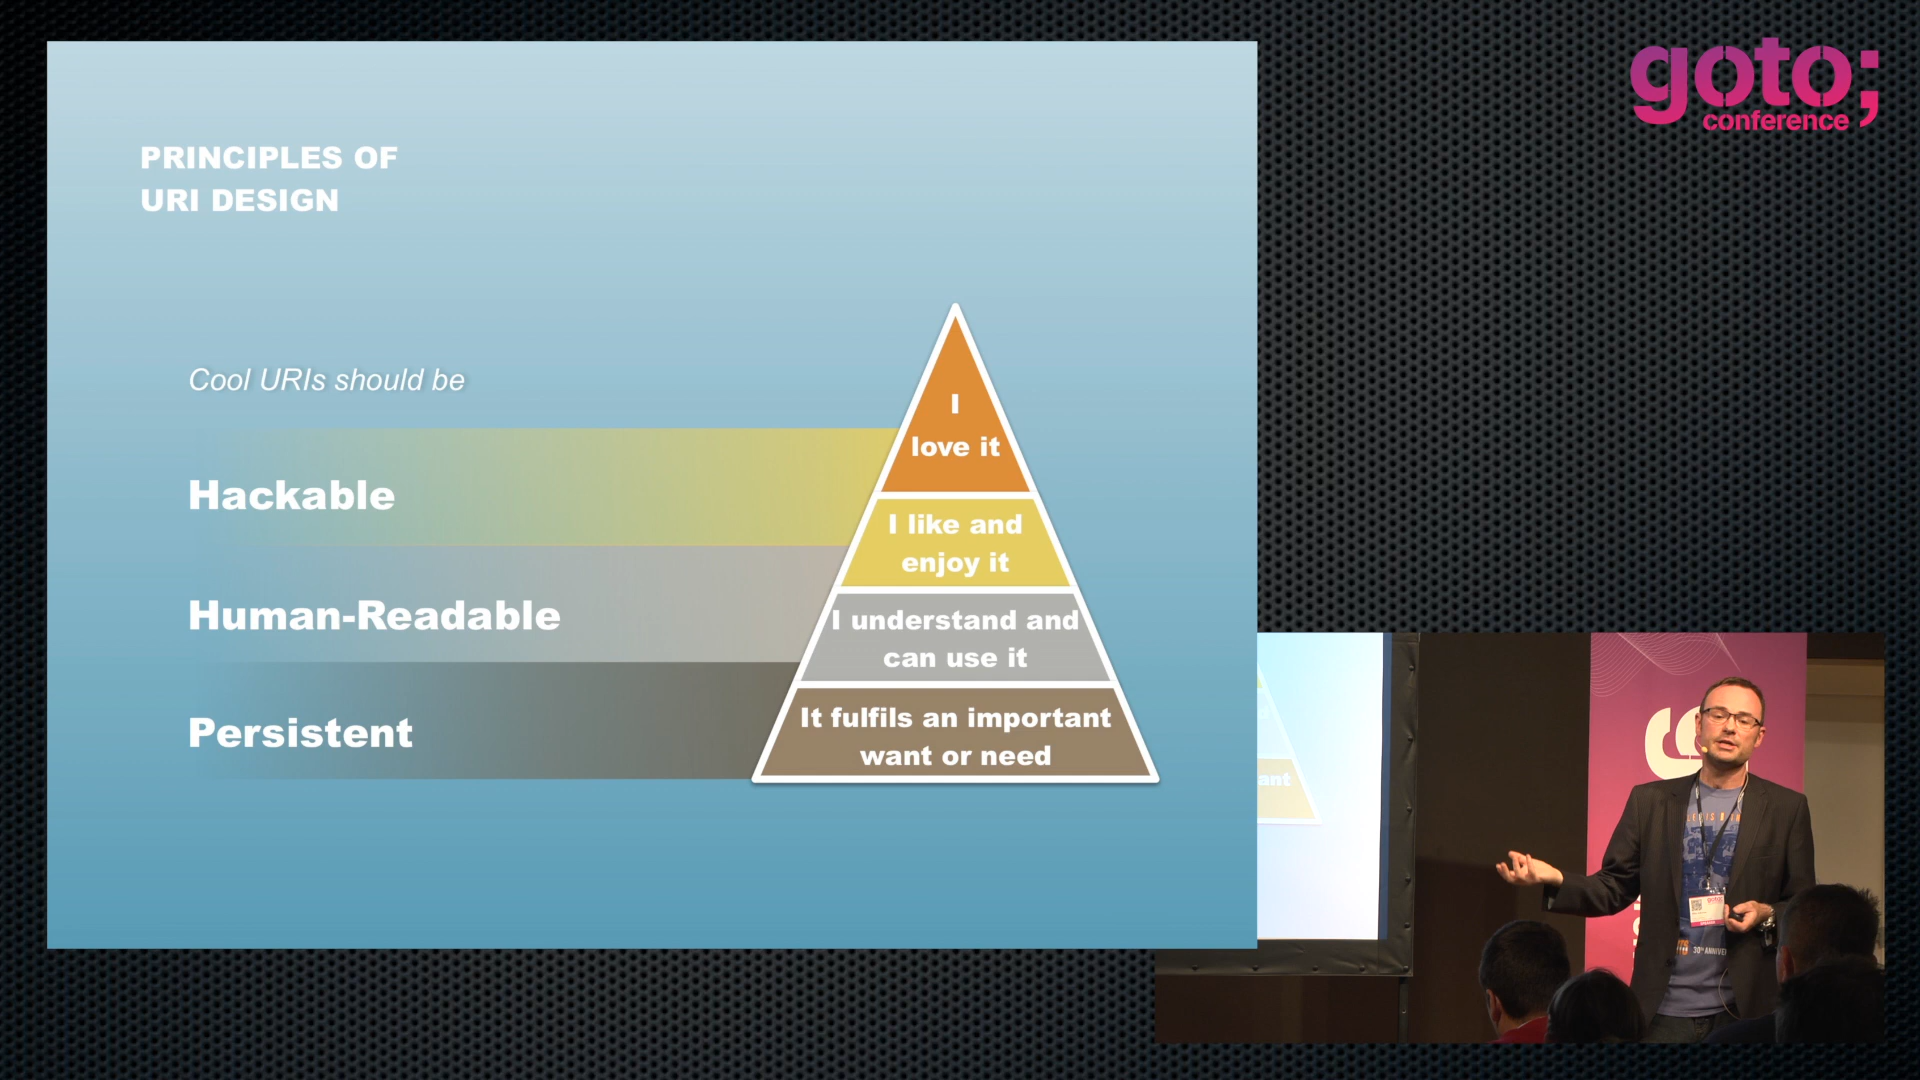 goto;
conference
PRINCIPLES OF
URI DESIGN
Cool URIs should be
Hackable
Human-Readable
Persistent
I
love it
I like and
enjoy it
I understand and
can use it
It fulfils an important
want or need
ant